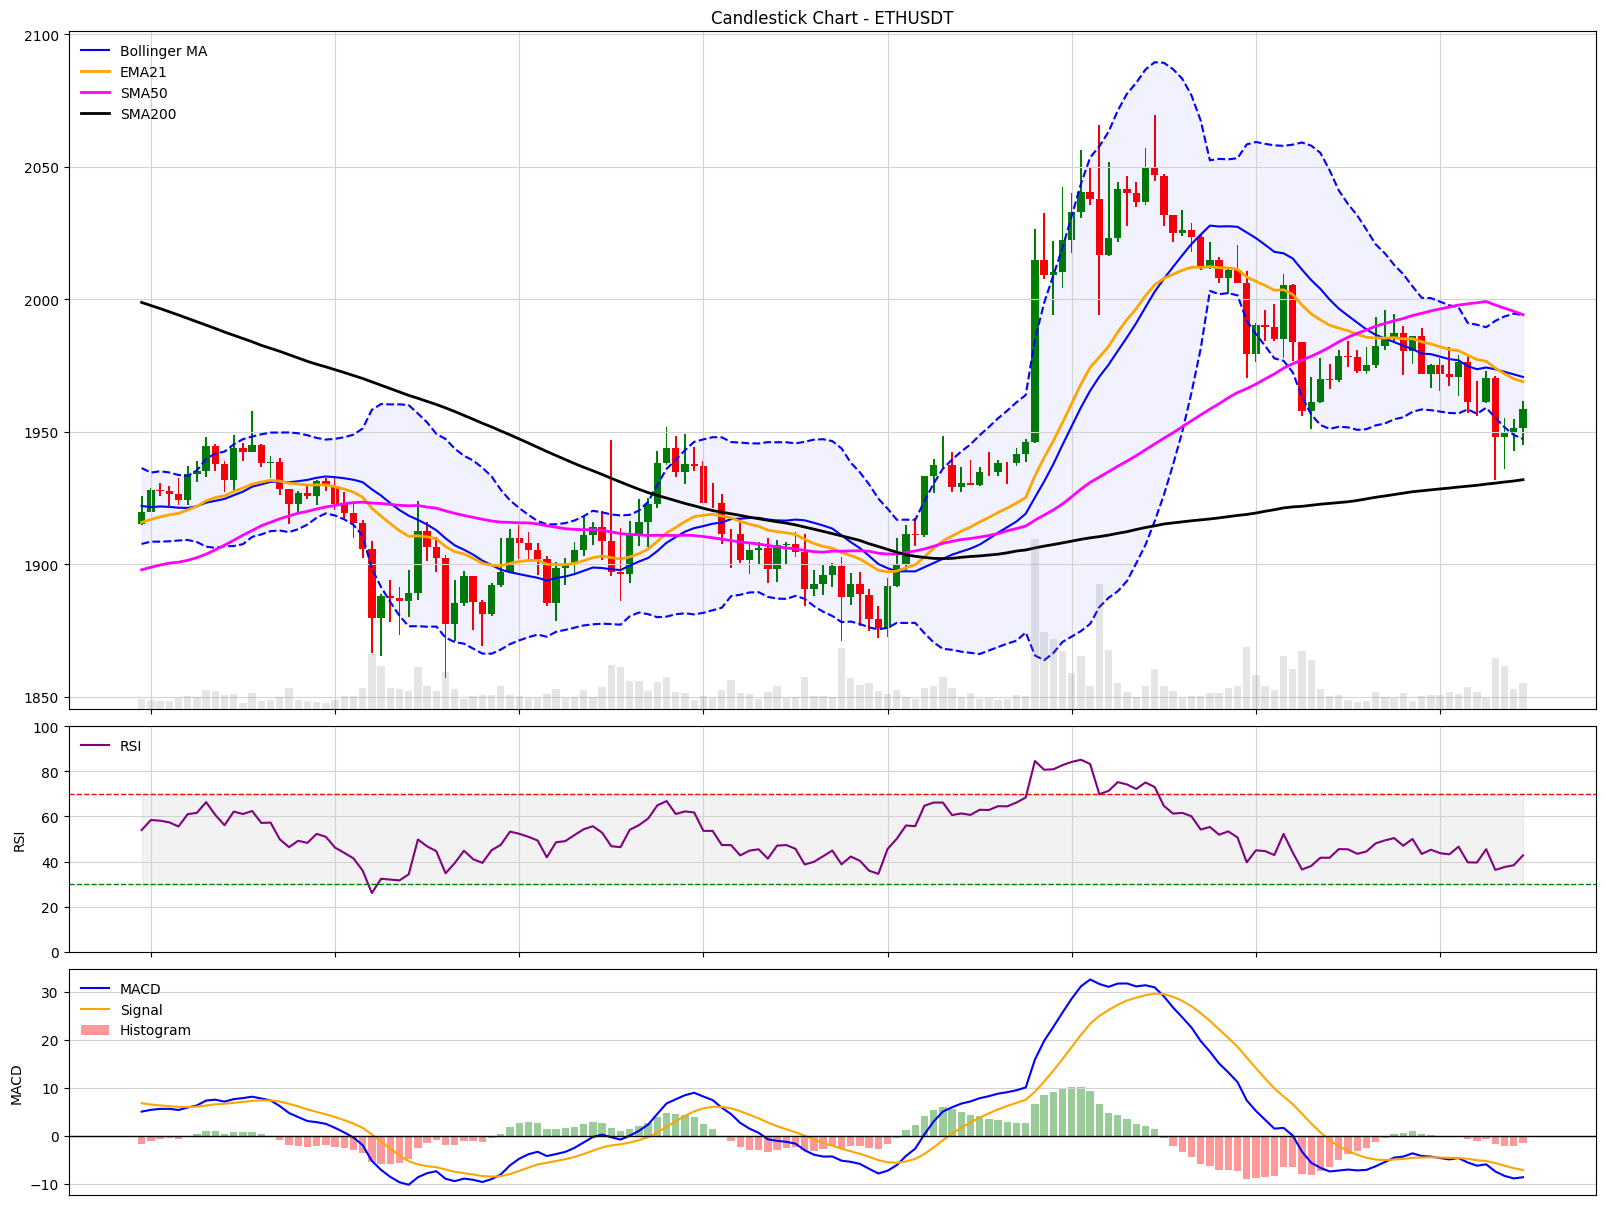 Candlestick Chart - ETHUSDT
2100
2050
2000
1950
1900
1850
Bollinger MA
EMA21
SMA50
SMA200
100
80
60
40
20
0
RSI
RSI
30
20
10
0
−10
MACD
MACD
Signal
Histogram